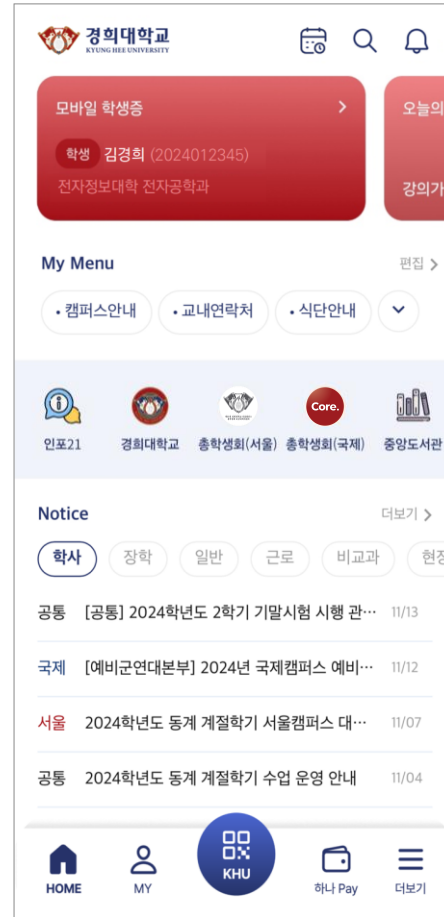 경희대학교
KYUNG HEE UNIVERSITY
모바일 학생증
오늘의
학생 김경희 (2024012345)
전자정보대학 전자공학과
강의가
My Menu
편집
• 캠퍼스안내
• 교내연락처
• 식단안내
Core.
인포21
경희대학교
총학생회(서울)
총학생회(국제)
중앙도서관
Notice
더보기
학사
장학
일반
근로
비교과
현장
공통 [공통] 2024학년도 2학기 기말시험 시행 관… 11/13
국제 [예비군연대본부] 2024년 국제캠퍼스 예비… 11/12
서울 2024학년도 동계 계절학기 서울캠퍼스 대… 11/07
공통 2024학년도 동계 계절학기 수업 운영 안내 11/04
KHU
HOME
MY
하나 Pay
더보기